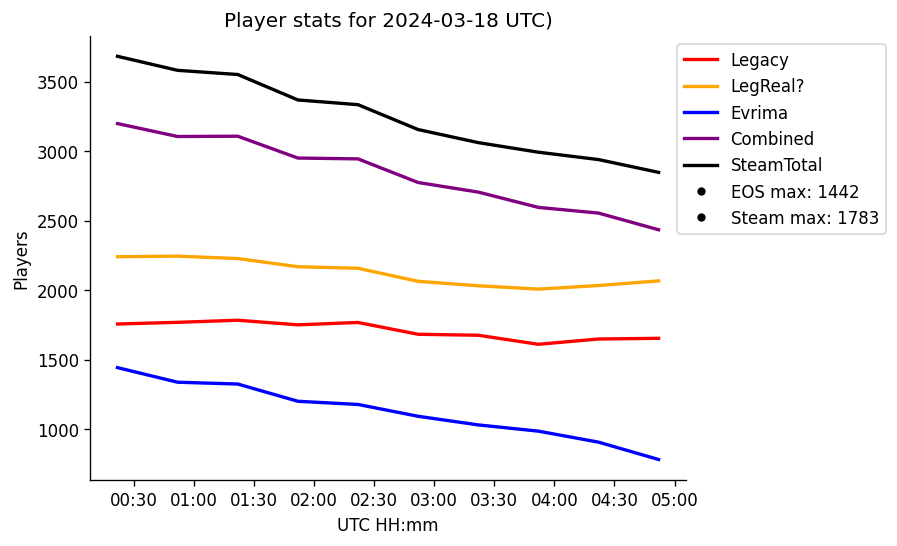 Player stats for 2024-03-18 UTC)
Legacy
LegReal?
Evrima
Combined
SteamTotal
EOS max: 1442
Steam max: 1783
Players
3500
3000
2500
2000
1500
1000
00:30 01:00 01:30 02:00 02:30 03:00 03:30 04:00 04:30 05:00
UTC HH:mm